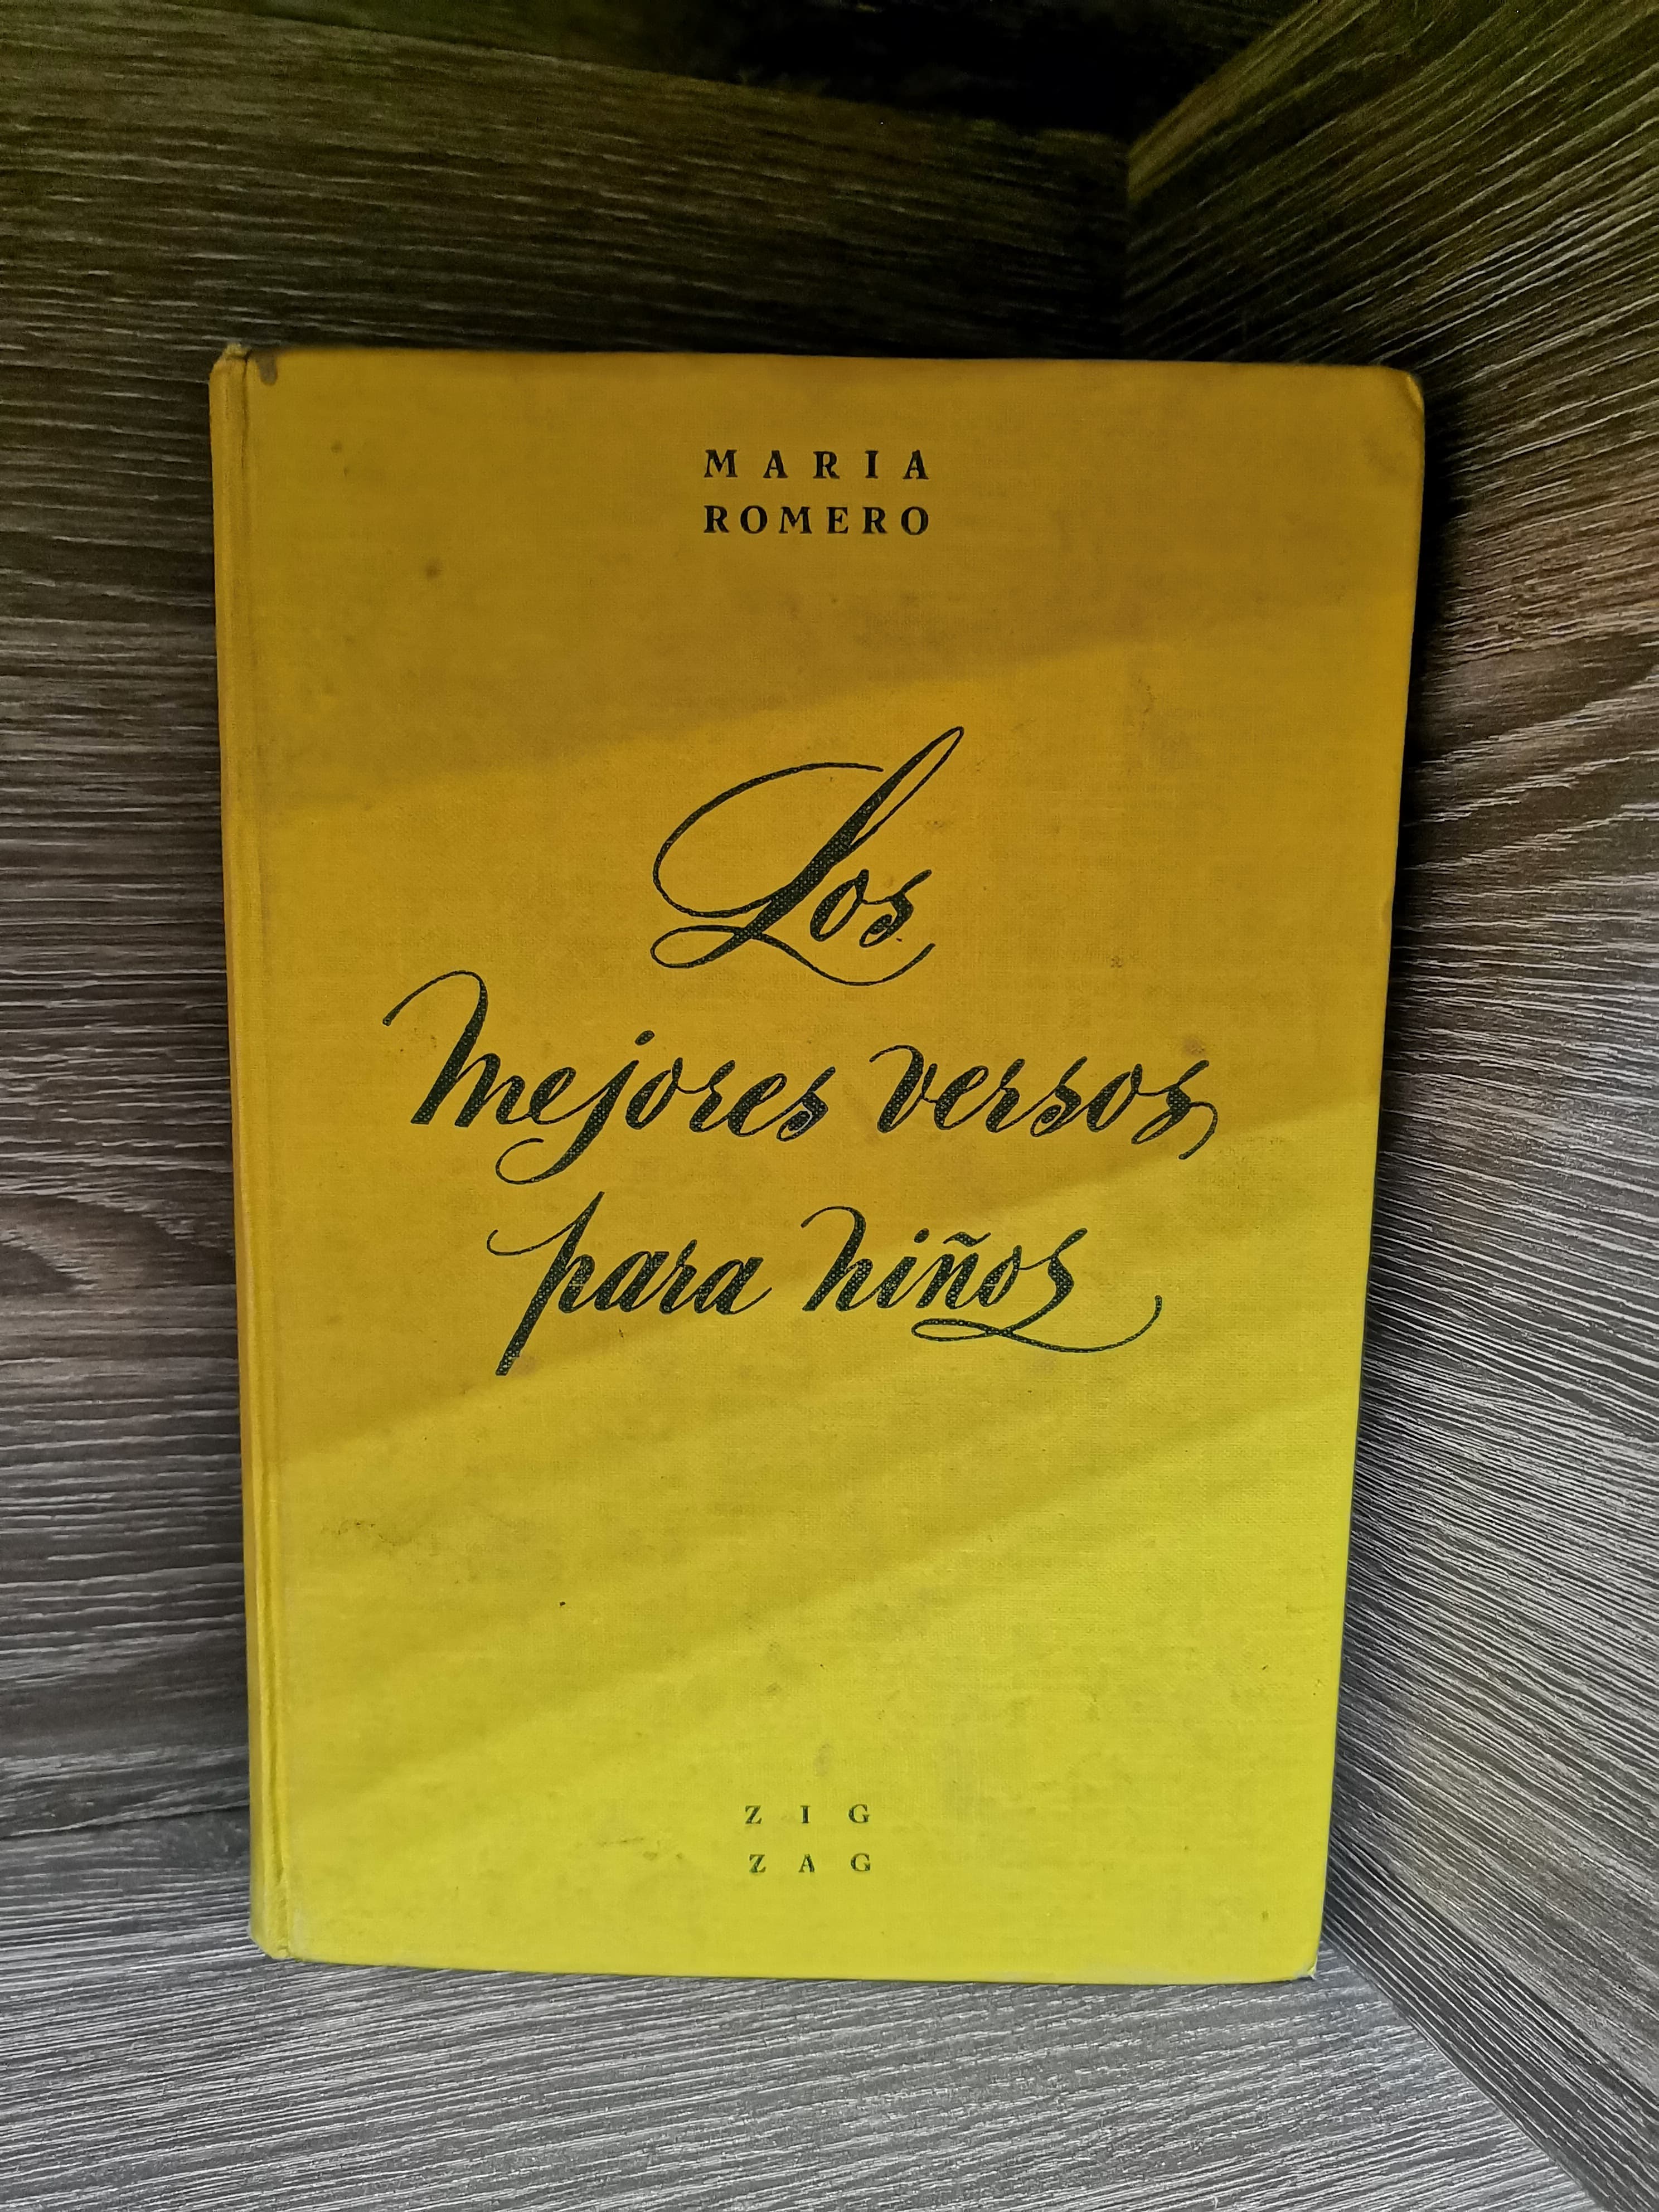 MARIA
ROMERO
Los
Mejores versos
para niños
ZIG
ZAG